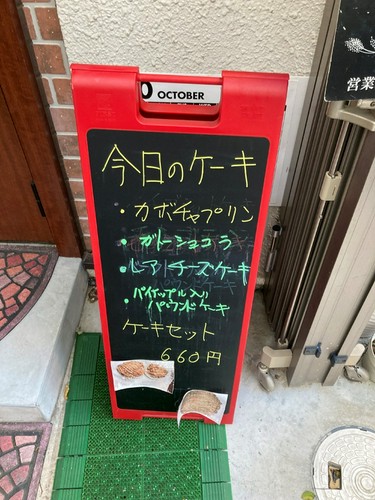 OCTOBER
今日のケーキ
・カボチャプリン
・ガトーショコラ
・レアチーズケーキ
・パイナップル入り
パウンドケーキ
ケーキセット
660円
営業